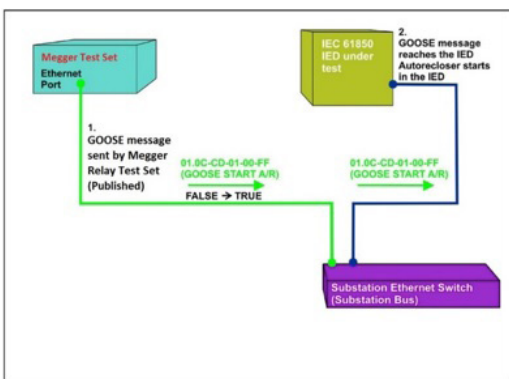 Megger Test Set
Ethernet
Port
IEC 61850
IED under
test
2.
GOOSE message
reaches the IED
Autorecloser starts
in the IED
1.
GOOSE message
sent by Megger
Relay Test Set
(Published)
01.0C-CD-01-00-FF
(GOOSE START A/R)
FALSE → TRUE
01.0C-CD-01-00-FF
(GOOSE START A/R)
Substation Ethernet Switch
(Substation Bus)